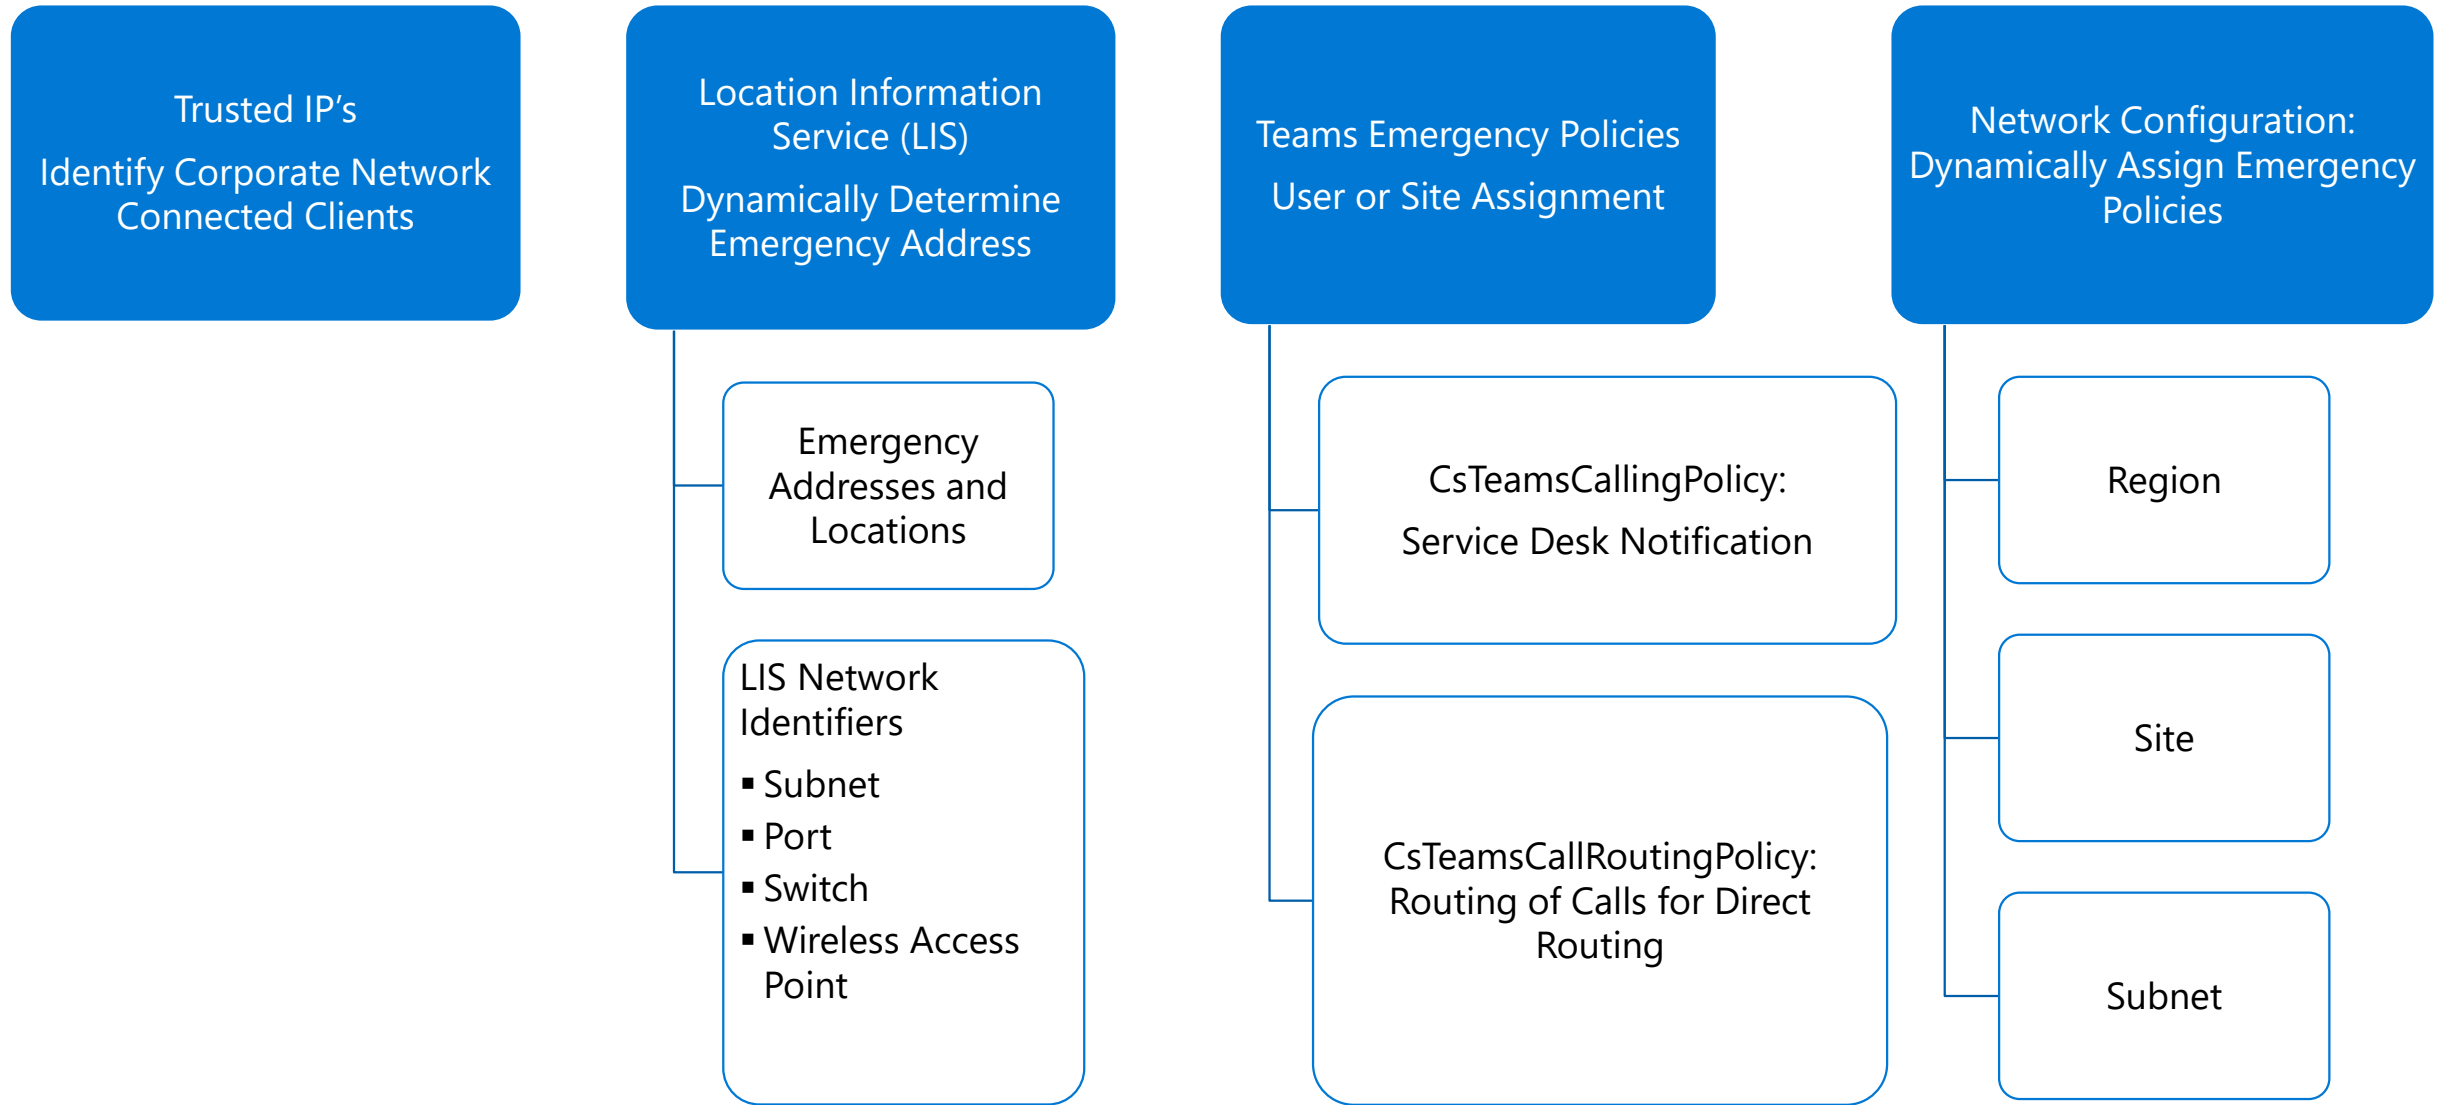 Trusted IP’s
Identify Corporate Network
Connected Clients
Location Information
Service (LIS)
Dynamically Determine
Emergency Address
Emergency
Addresses and
Locations
LIS Network
Identifiers
▪ Subnet
▪ Port
▪ Switch
▪ Wireless Access
Point
Teams Emergency Policies
User or Site Assignment
CsTeamsCallingPolicy:
Service Desk Notification
CsTeamsCallRoutingPolicy:
Routing of Calls for Direct
Routing
Network Configuration:
Dynamically Assign Emergency
Policies
Region
Site
Subnet